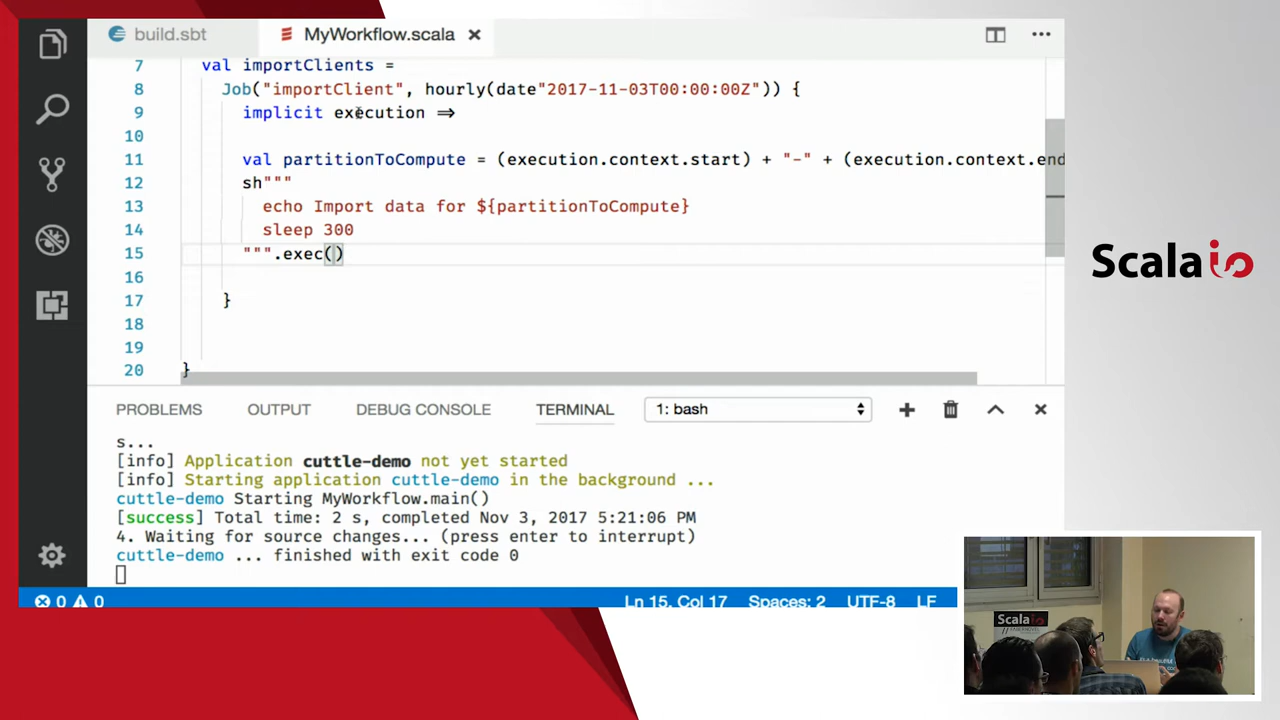 build.sbt
MyWorkflow.scala
7 val importClients =
8 Job("importClient", hourly(date"2017-11-03T00:00:00Z")) {
9 implicit execution ⇒
10
11 val partitionToCompute = (execution.context.start) + "-" + (execution.context.end
12 sh"""
13 echo Import data for ${partitionToCompute}
14 sleep 300
15 """.exec()
16
17 }
18
19
20 }
PROBLEMS OUTPUT DEBUG CONSOLE TERMINAL 1: bash
s...
[info] Application cuttle-demo not yet started
[info] Starting application cuttle-demo in the background ...
cuttle-demo Starting MyWorkflow.main()
[success] Total time: 2 s, completed Nov 3, 2017 5:21:06 PM
4. Waiting for source changes... (press enter to interrupt)
cuttle-demo ... finished with exit code 0
0 0 Ln 15, Col 17 Spaces: 2 UTF-8 LF
Scala io
Scala